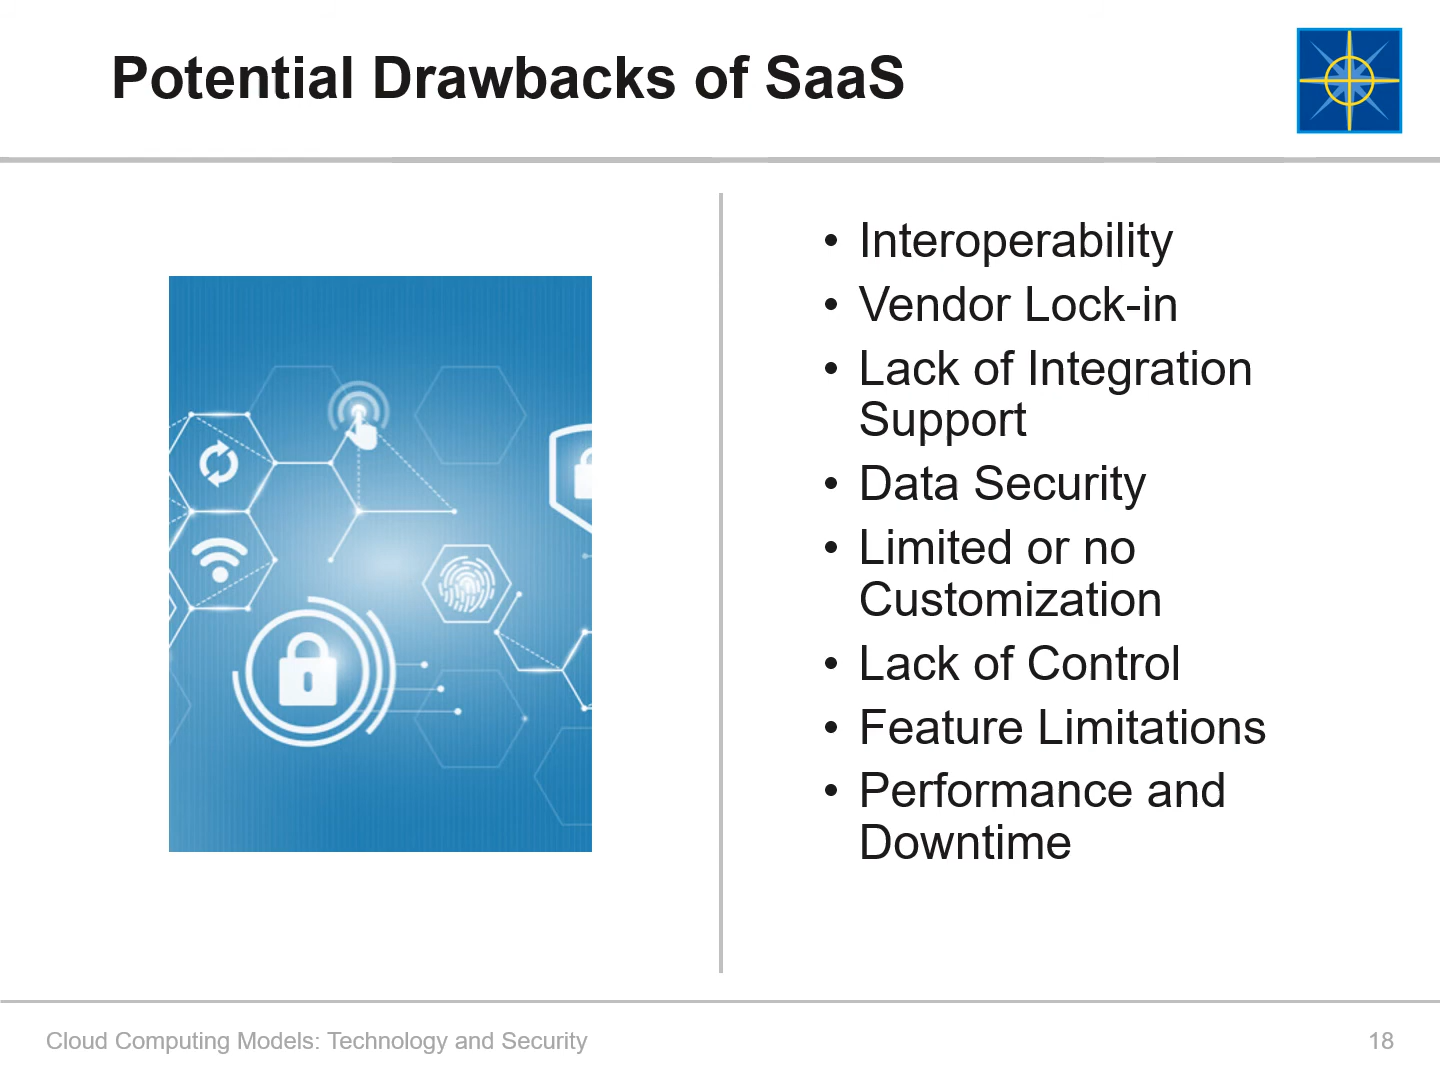 Potential Drawbacks of SaaS
• Interoperability
• Vendor Lock-in
• Lack of Integration
Support
• Data Security
• Limited or no
Customization
• Lack of Control
• Feature Limitations
• Performance and
Downtime
Cloud Computing Models: Technology and Security
18